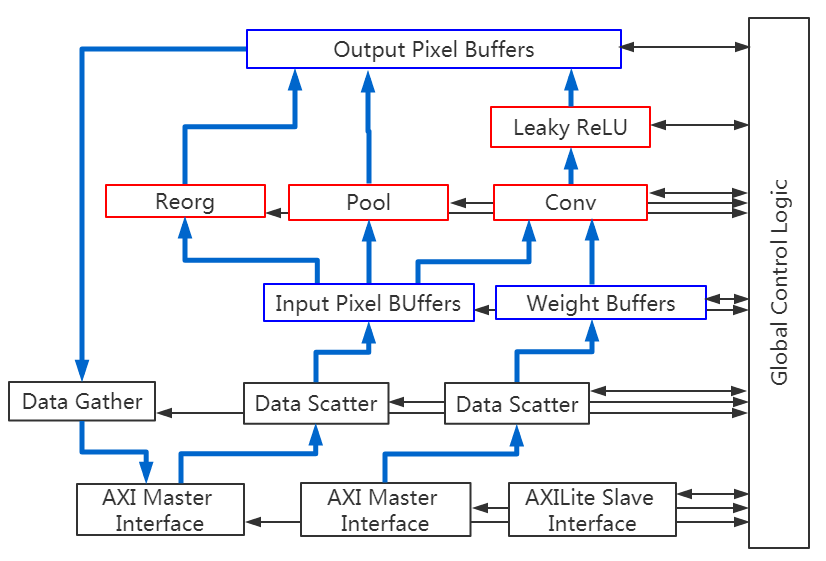 Output Pixel Buffers
Leaky ReLU
Reorg
Pool
Conv
Input Pixel BUffers
Weight Buffers
Data Gather
Data Scatter
Data Scatter
AXI Master
Interface
AXI Master
Interface
AXILite Slave
Interface
Global Control Logic